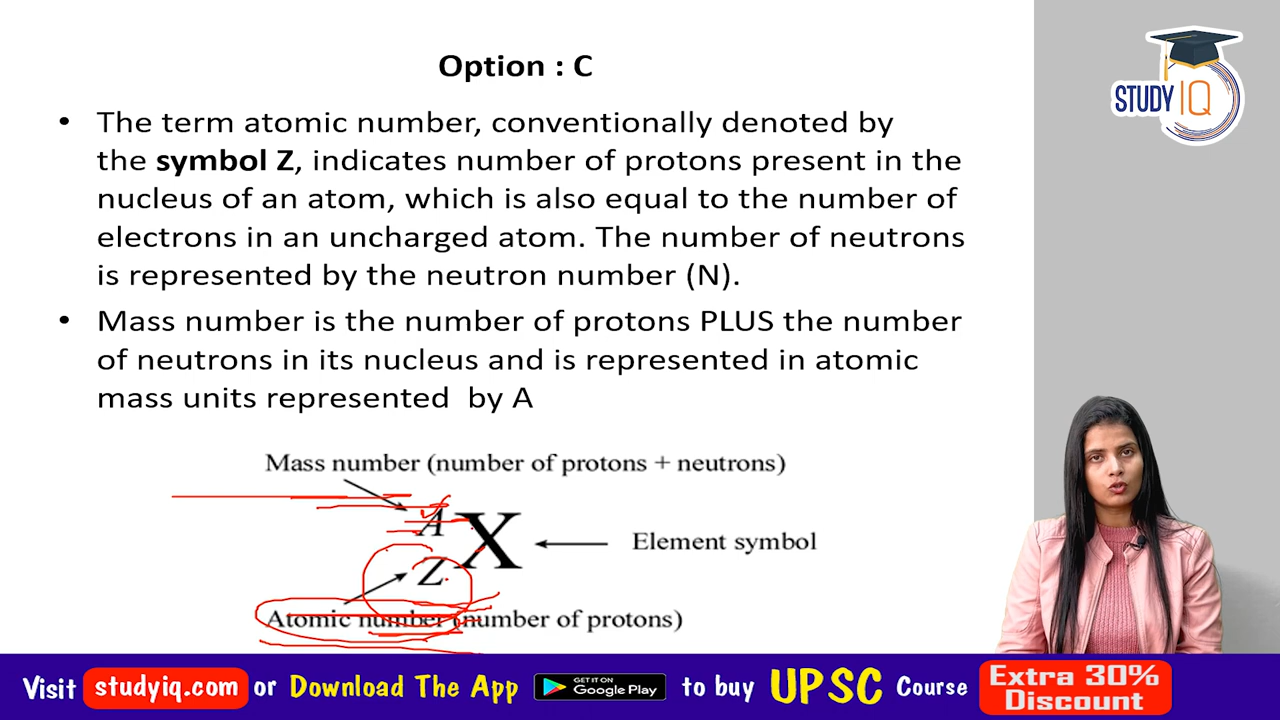 Option : C
STUDY IQ
• The term atomic number, conventionally denoted by
the symbol Z, indicates number of protons present in the
nucleus of an atom, which is also equal to the number of
electrons in an uncharged atom. The number of neutrons
is represented by the neutron number (N).
• Mass number is the number of protons PLUS the number
of neutrons in its nucleus and is represented in atomic
mass units represented by A
Mass number (number of protons + neutrons)
A
X
Element symbol
Z
Atomic number (number of protons)
Visit studyiq.com or Download The App GET IT ON Google Play to buy UPSC Course Extra 30% Discount